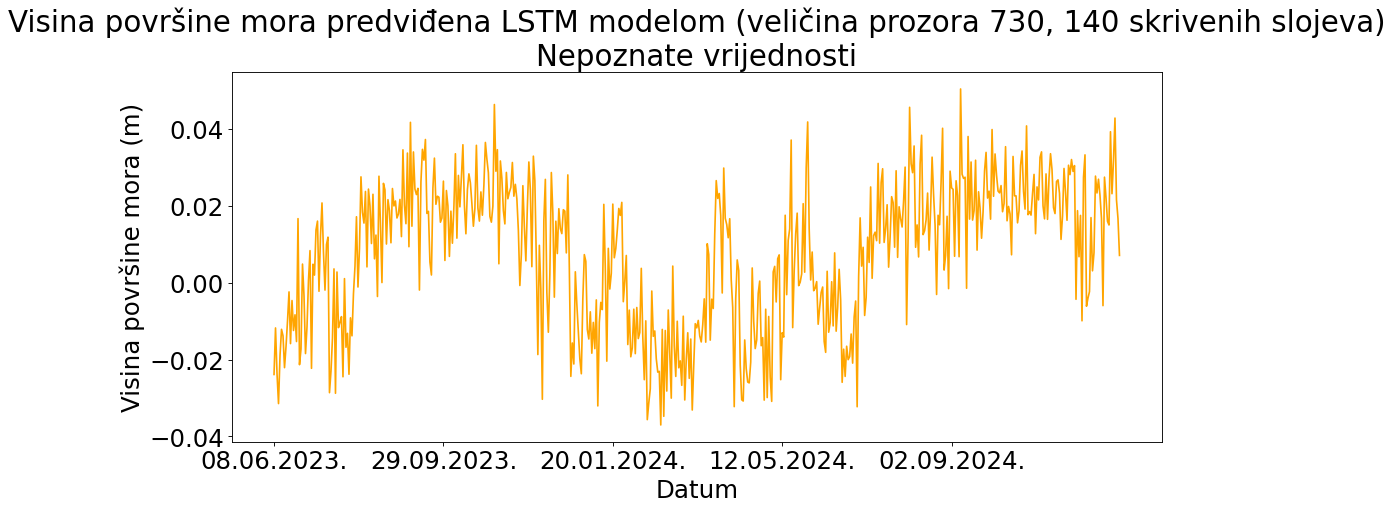 Visina površine mora predviđena LSTM modelom (veličina prozora 730, 140 skrivenih slojeva)
Nepoznate vrijednosti
Visina površine mora (m)
0.04
0.02
0.00
−0.02
−0.04
08.06.2023. 29.09.2023. 20.01.2024. 12.05.2024. 02.09.2024.
Datum